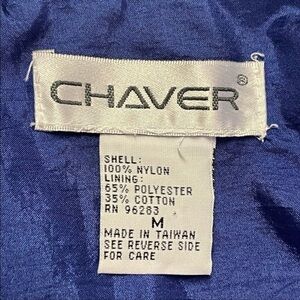 CHAVER®
SHELL:
100% NYLON
LINING:
65% POLYESTER
35% COTTON
RN 96283
M
MADE IN TAIWAN
SEE REVERSE SIDE
FOR CARE